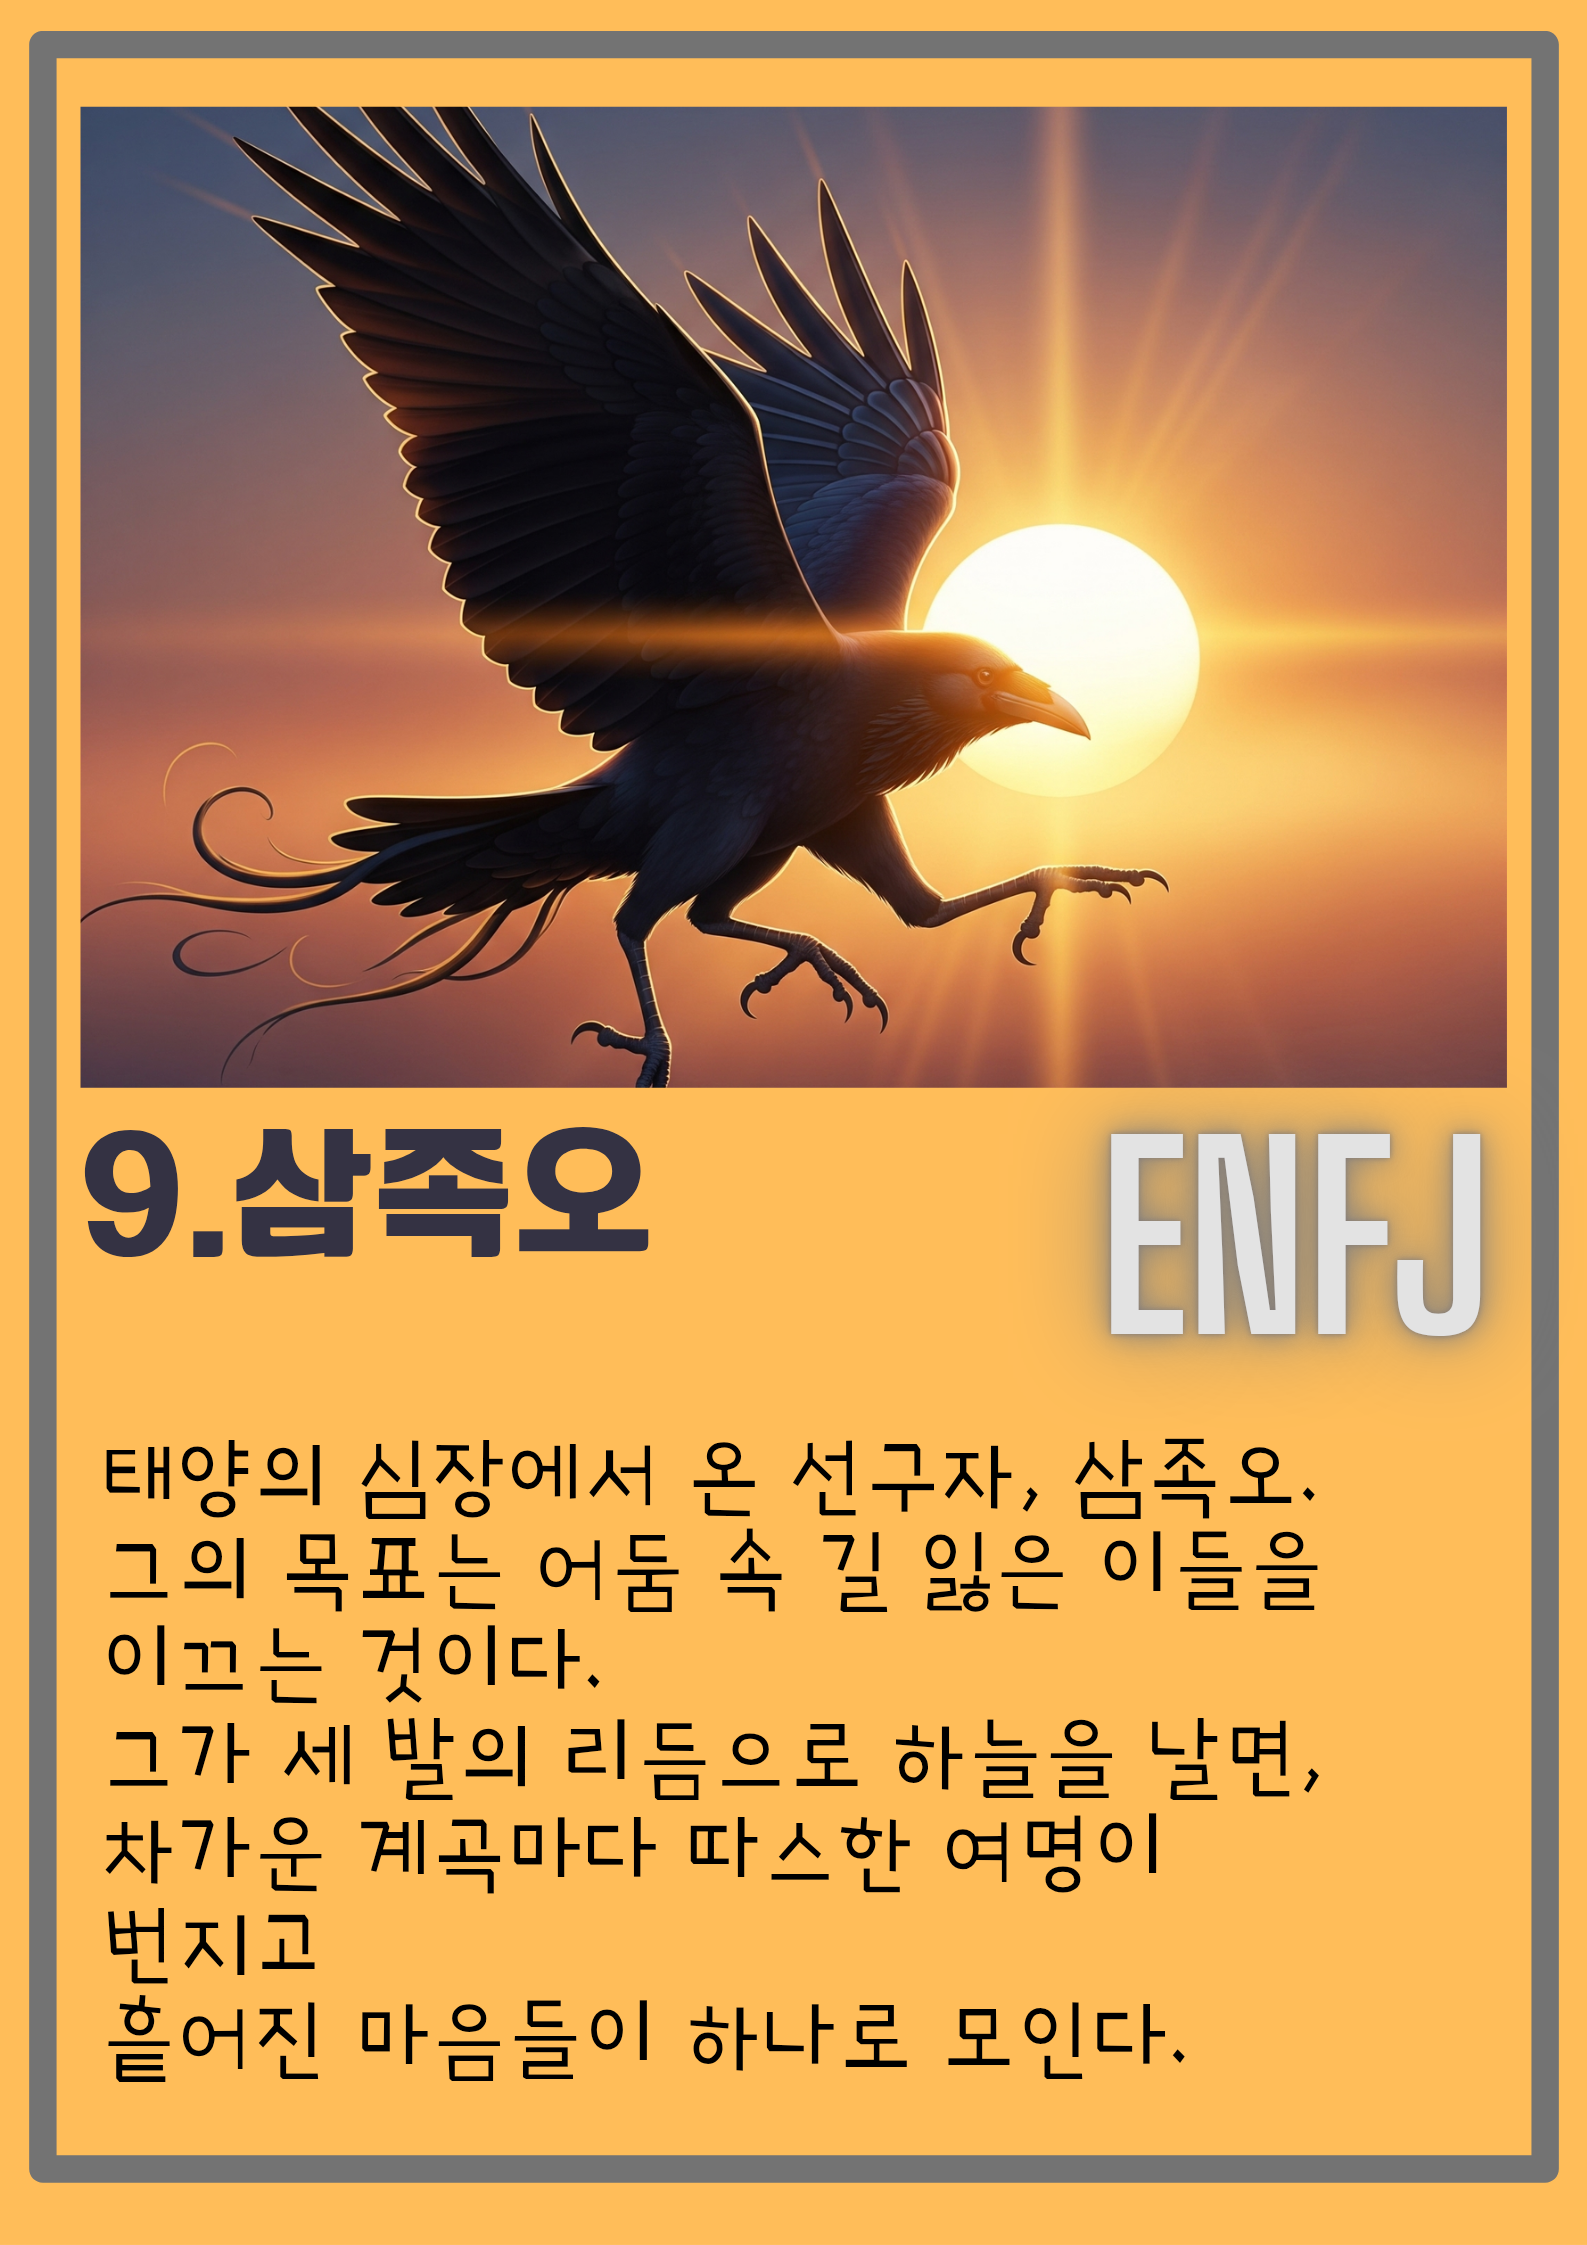 9.삼족오
ENFJ
태양의 심장에서 온 선구자, 삼족오.
그의 목표는 어둠 속 길 잃은 이들을
이끄는 것이다.
그가 세 발의 리듬으로 하늘을 날면,
차가운 계곡마다 따스한 여명이
번지고
흩어진 마음들이 하나로 모인다.